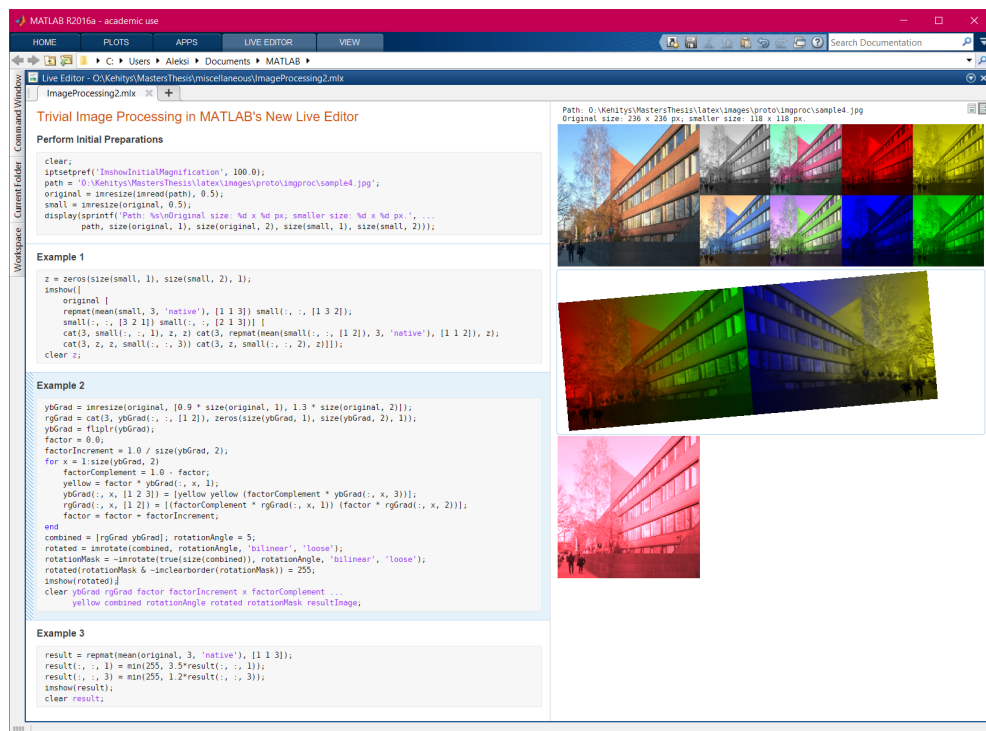 MATLAB R2016a - academic use
HOME PLOTS APPS LIVE EDITOR VIEW
Search Documentation
C: Users Aleksi Documents MATLAB
Live Editor - O:\Kehitys\MastersThesis\miscellaneous\ImageProcessing2.mlx
ImageProcessing2.mlx
Command Window
Current Folder
Workspace
Trivial Image Processing in MATLAB's New Live Editor
Perform Initial Preparations
clear;
iptsetpref('ImshowInitialMagnification', 100.0);
path = 'O:\Kehitys\MastersThesis\latex\images\proto\imgproc\sample4.jpg';
original = imresize(imread(path), 0.5);
small = imresize(original, 0.5);
display(sprintf('Path: %s\nOriginal size: %d x %d px; smaller size: %d x %d px.', ...
path, size(original, 1), size(original, 2), size(small, 1), size(small, 2)));
Example 1
z = zeros(size(small, 1), size(small, 2), 1);
imshow([
original [
repmat(mean(small, 3, 'native'), [1 1 3]) small(:, :, [1 3 2]);
small(:, :, [3 2 1]) small(:, :, [2 1 3])] [
cat(3, small(:, :, 1), z, z) cat(3, repmat(mean(small(:, :, [1 2]), 3, 'native'), [1 1 2]), z);
cat(3, z, z, small(:, :, 3)) cat(3, z, small(:, :, 2), z)]]);
clear z;
Example 2
ybGrad = imresize(original, [0.9 * size(original, 1), 1.3 * size(original, 2)]);
rgGrad = cat(3, ybGrad(:, :, [1 2]), zeros(size(ybGrad, 1), size(ybGrad, 2), 1));
ybGrad = fliplr(ybGrad);
factor = 0.0;
factorIncrement = 1.0 / size(ybGrad, 2);
for x = 1:size(ybGrad, 2)
factorComplement = 1.0 - factor;
yellow = factor * ybGrad(:, x, 1);
ybGrad(:, x, [1 2 3]) = [yellow yellow (factorComplement * ybGrad(:, x, 3))];
rgGrad(:, x, [1 2]) = [(factorComplement * rgGrad(:, x, 1)) (factor * rgGrad(:, x, 2))];
factor = factor + factorIncrement;
end
combined = [rgGrad ybGrad]; rotationAngle = 5;
rotated = imrotate(combined, rotationAngle, 'bilinear', 'loose');
rotationMask = ~imrotate(true(size(combined)), rotationAngle, 'bilinear', 'loose');
rotated(rotationMask & ~imclearborder(rotationMask)) = 255;
imshow(rotated);
clear ybGrad rgGrad factor factorIncrement x factorComplement ...
yellow combined rotationAngle rotated rotationMask resultImage;
Example 3
result = repmat(mean(original, 3, 'native'), [1 1 3]);
result(:, :, 1) = min(255, 3.5*result(:, :, 1));
result(:, :, 3) = min(255, 1.2*result(:, :, 3));
imshow(result);
clear result;
Path: O:\Kehitys\MastersThesis\latex\images\proto\imgproc\sample4.jpg
Original size: 236 x 236 px; smaller size: 118 x 118 px.